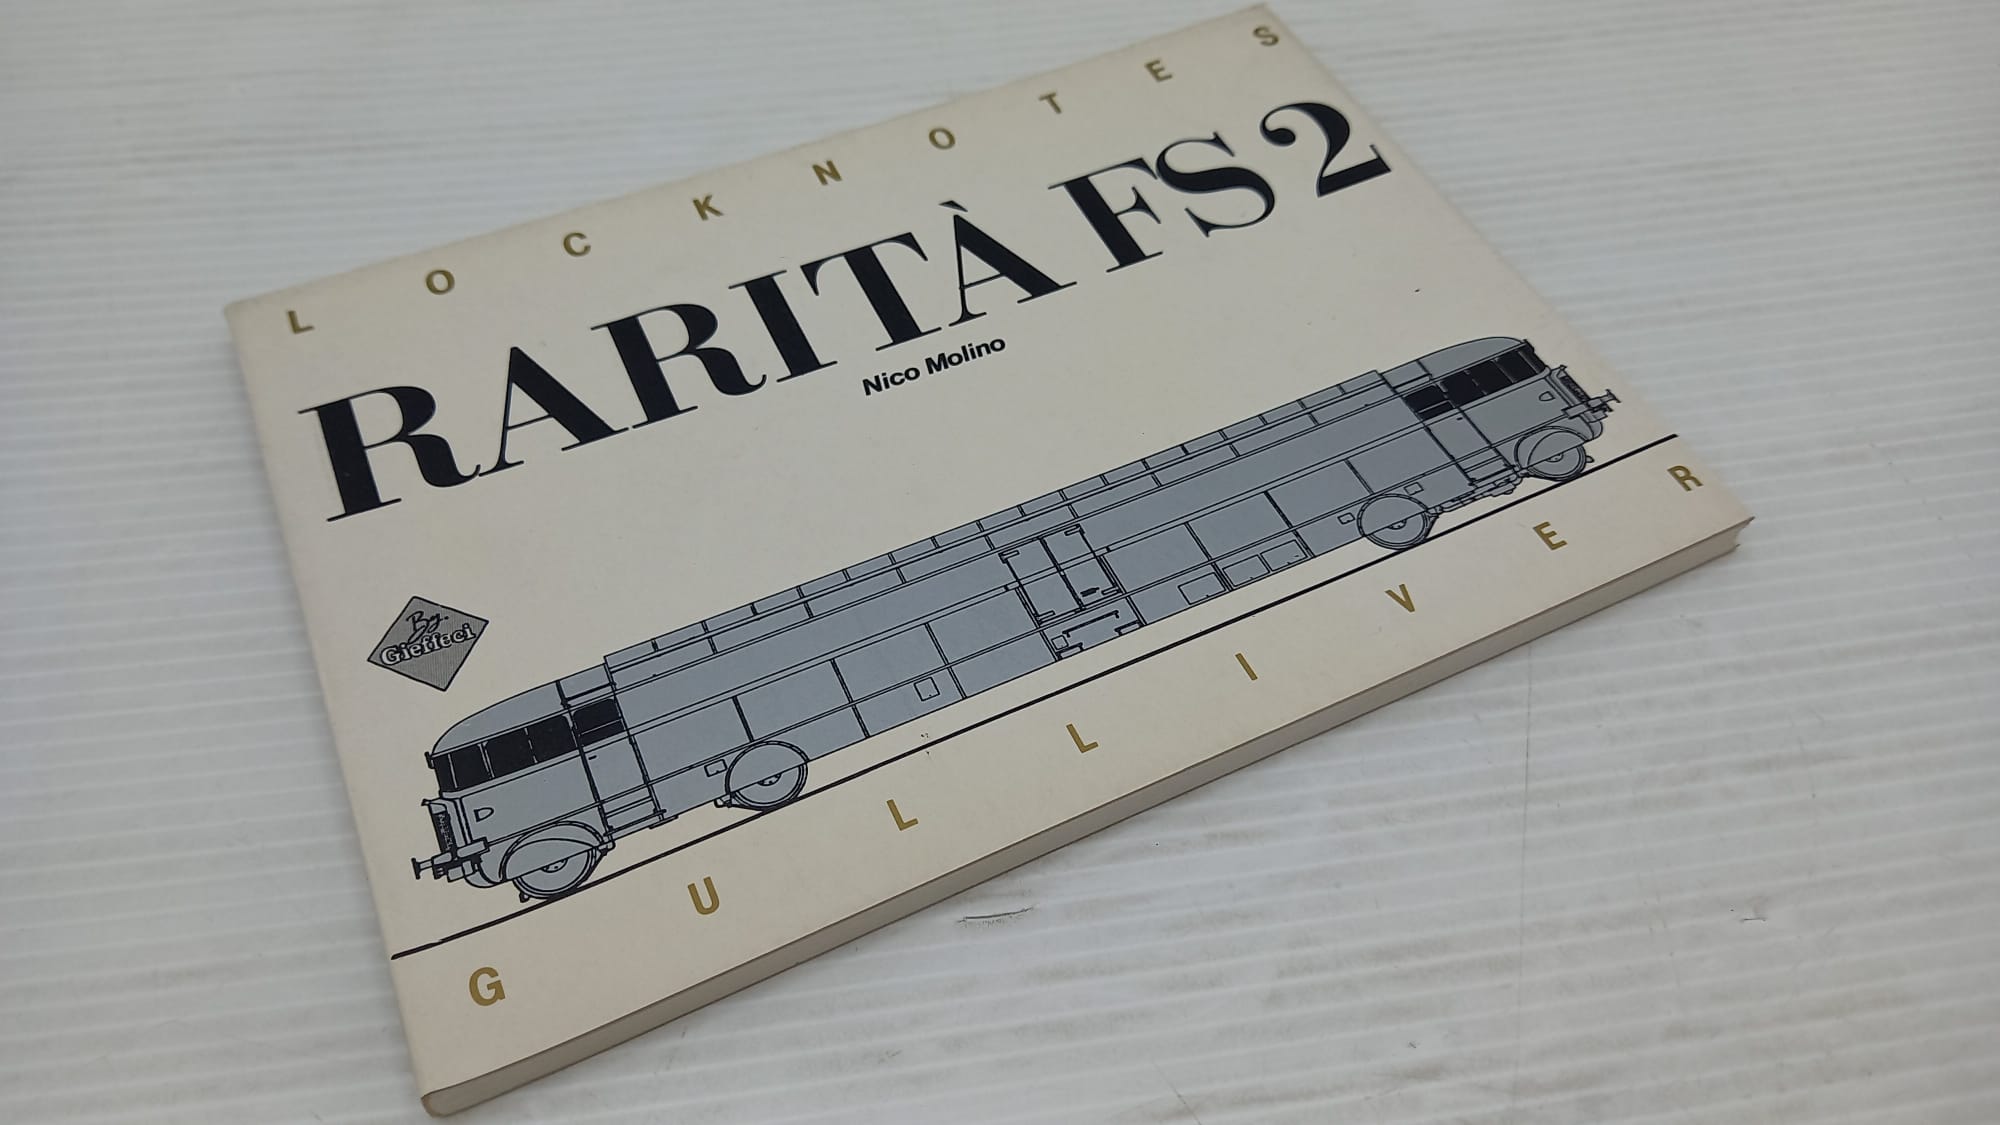 LOCKNOTES
RARITÀ FS 2
Nico Molino
By.
Gieffeci
GULLIVER